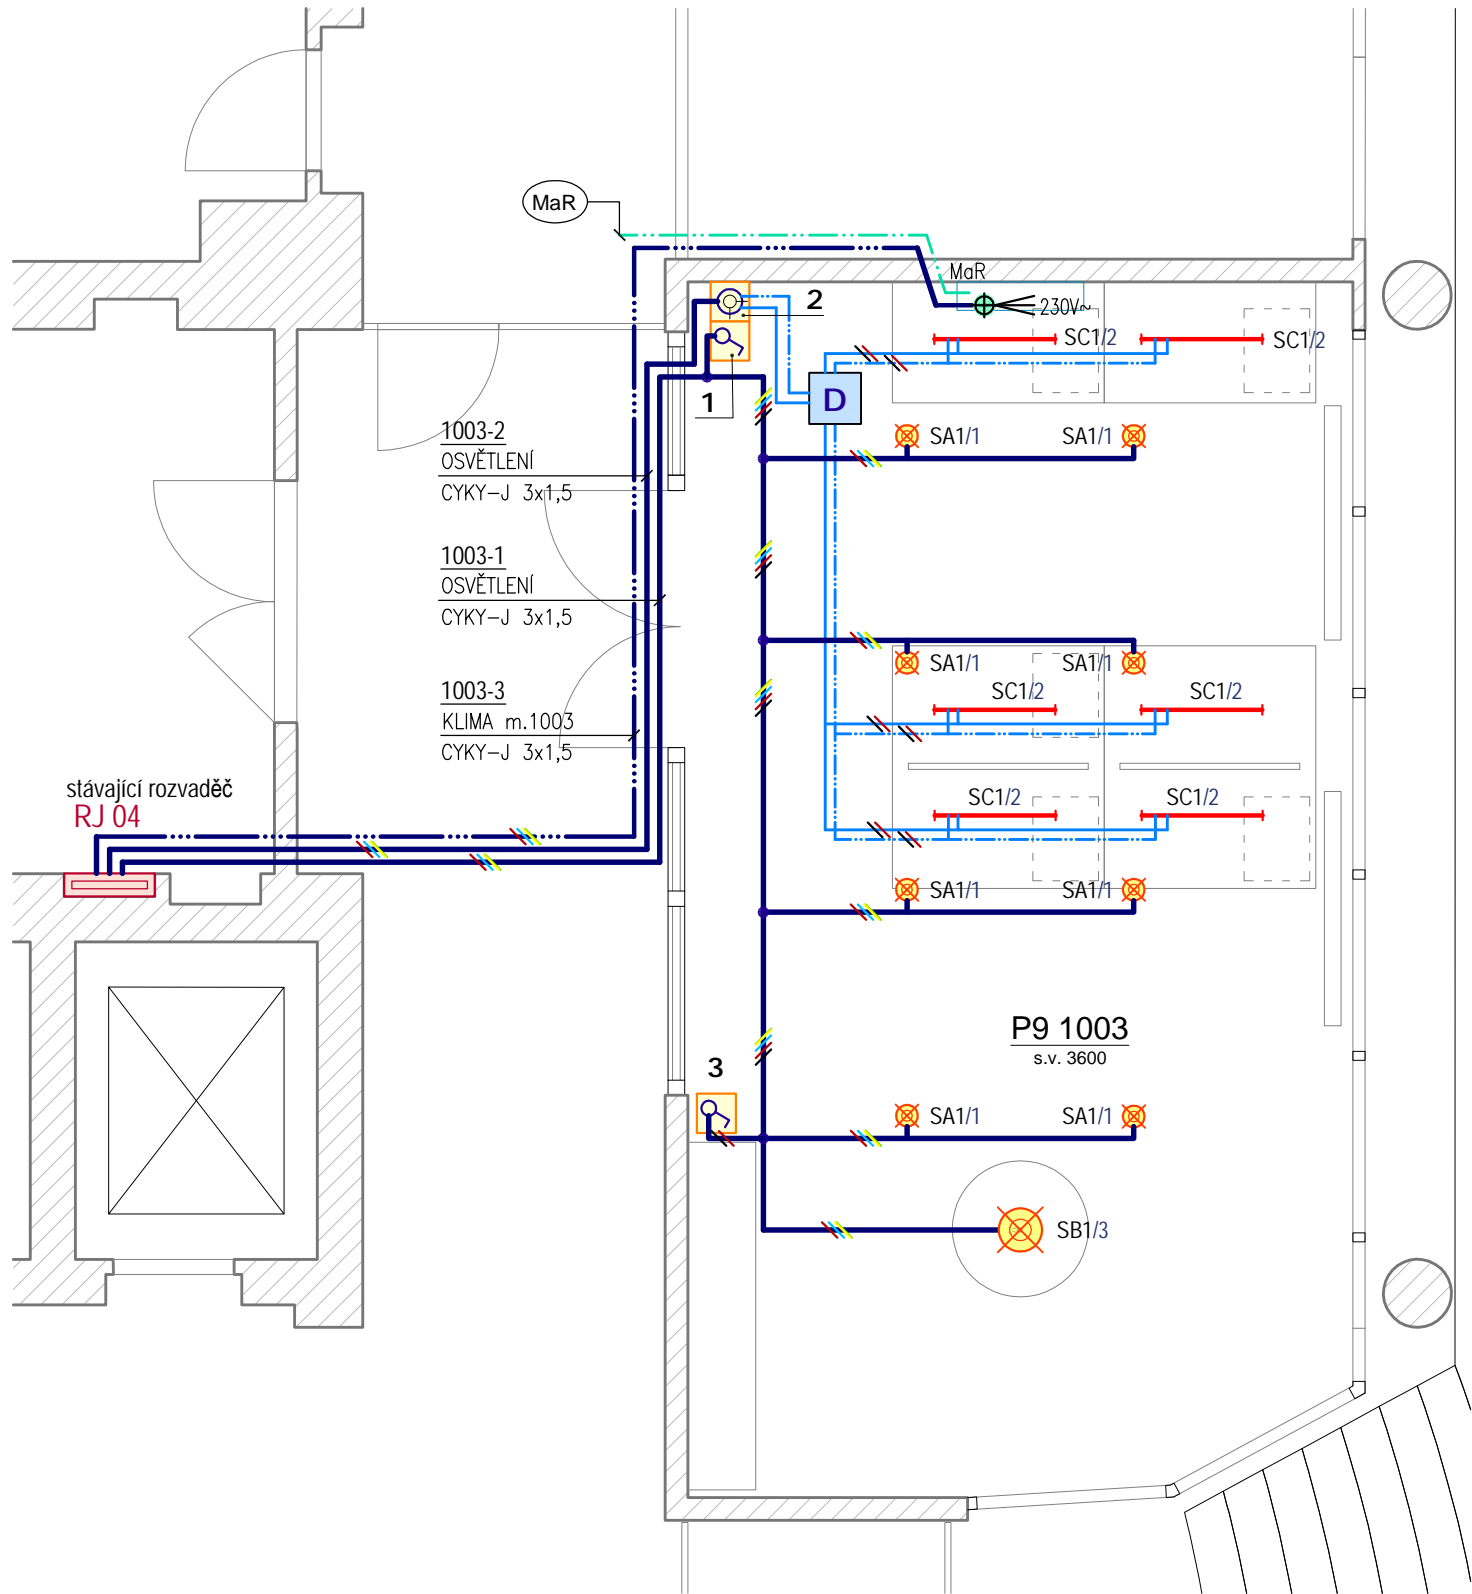 MaR
MaR
230V~
2
SC1/2
SC1/2
1
D
1003-2
OSVĚTLENÍ
CYKY-J 3x1,5
SA1/1
SA1/1
1003-1
OSVĚTLENÍ
CYKY-J 3x1,5
SA1/1
SA1/1
1003-3
KLIMA m.1003
CYKY-J 3x1,5
SC1/2
SC1/2
stávající rozvaděč
RJ 04
SC1/2
SC1/2
SA1/1
SA1/1
P9 1003
s.v. 3600
3
SA1/1
SA1/1
SB1/3